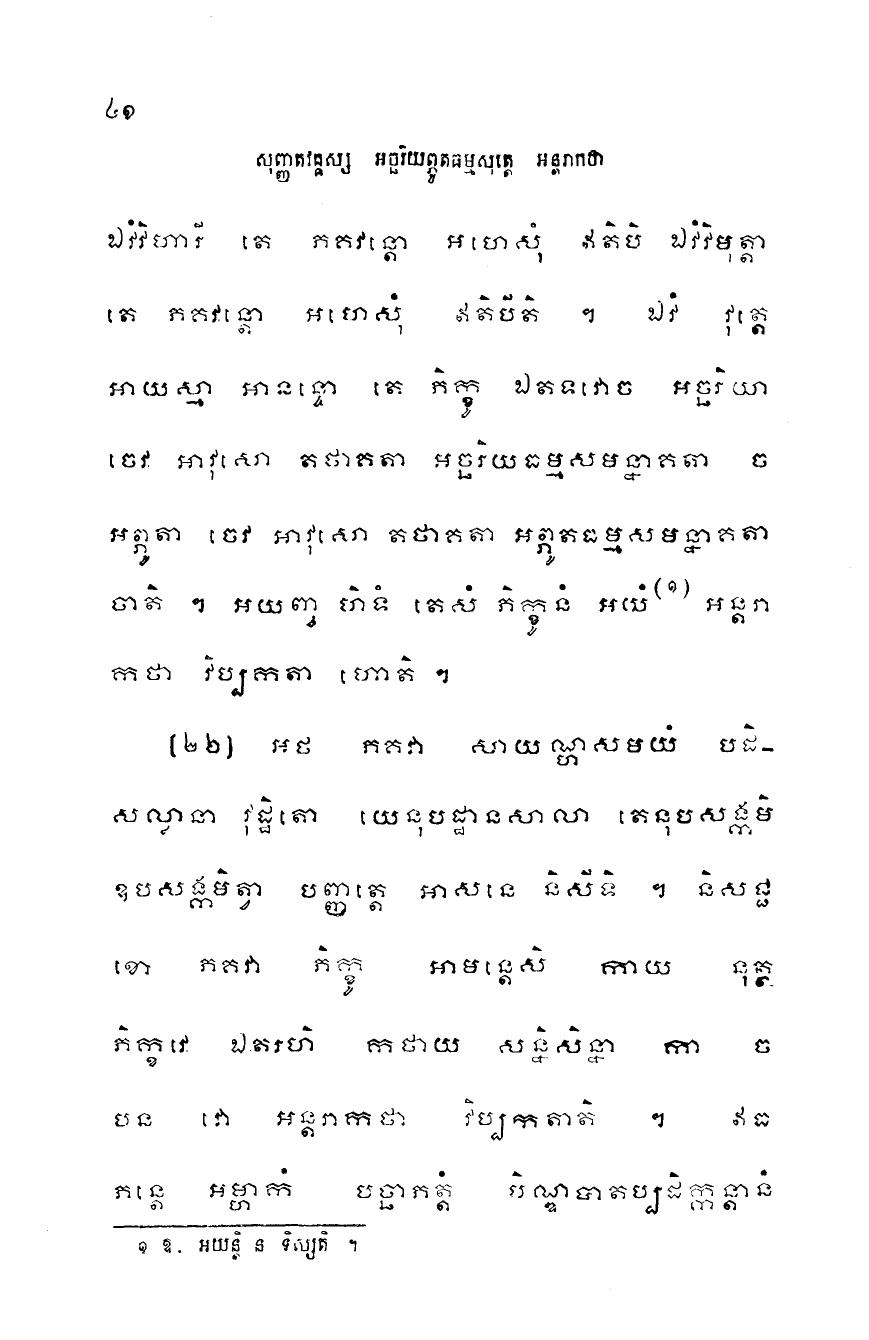 ៤១
សុញ្ញតវគ្គស្ស អច្ឆរិយព្ភូតធម្មសុត្តេ អន្តរាកថា
ឯវំវិហារី តេ ភគវន្តោ អហេសុំ ឥតិបិ ឯវំវិមុត្តា
តេ ភគវន្តោ អហេសុំ ឥតិបីតិ ។ ឯវំ វុត្តេ
អាយស្មា អានន្ទោ តេ ភិក្ខូ ឯតទវោច អច្ឆរិយា
ចេវ អាវុសោ តថាគតា អច្ឆរិយធម្មសមន្នាគតា ច
អព្ភូតា ចេវ អាវុសោ តថាគតា អព្ភូតធម្មសមន្នាគតា
ចាតិ ។ អយញ្ច ហិទំ តេសំ ភិក្ខូនំ អយំ(១) អន្តរា
កថា វិប្បកតា ហោតិ ។
[២២] អថ ភគវា សាយណ្ហសមយំ បដិ-
សល្លានា វុដ្ឋិតោ យេនុបដ្ឋានសាលា តេនុបសង្កមិ
ឧបសង្កមិត្វា បញ្ញត្តេ អាសនេ និសីទិ ។ និសជ្ជ
ខោ ភគវា ភិក្ខូ អាមន្តេសិ កាយ នុត្ថ
ភិក្ខវេ ឯតរហិ កថាយ សន្និសិន្នា កា ច
បន វោ អន្តរាកថា វិប្បកតាតិ ។ ឥធ
ភន្តេ អម្ហាកំ បច្ឆាភត្តំ បិណ្ឌបាតប្បដិក្កន្តានំ
១ ឱ. អយន្តិ ន ទិស្សតិ ។